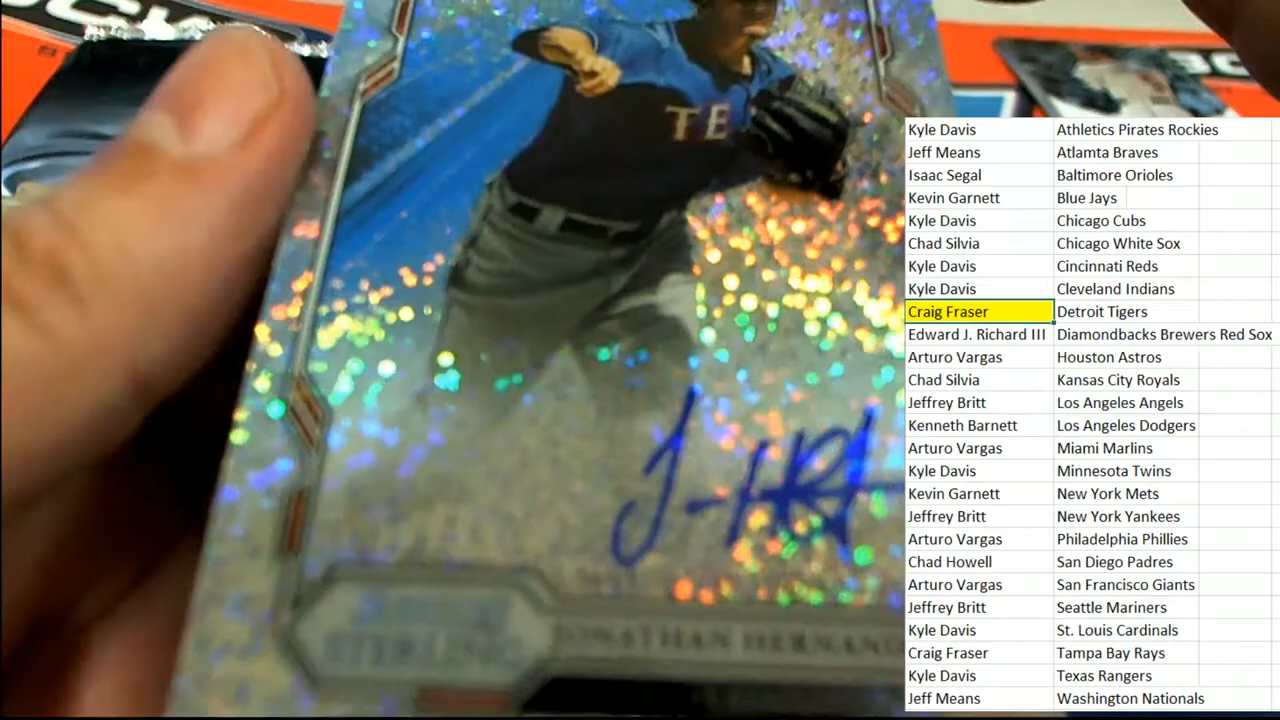 TE
J
JONATHAN HERNAND
Kyle Davis Athletics Pirates Rockies
Jeff Means Atlamta Braves
Isaac Segal Baltimore Orioles
Kevin Garnett Blue Jays
Kyle Davis Chicago Cubs
Chad Silvia Chicago White Sox
Kyle Davis Cincinnati Reds
Kyle Davis Cleveland Indians
Craig Fraser Detroit Tigers
Edward J. Richard III Diamondbacks Brewers Red Sox
Arturo Vargas Houston Astros
Chad Silvia Kansas City Royals
Jeffrey Britt Los Angeles Angels
Kenneth Barnett Los Angeles Dodgers
Arturo Vargas Miami Marlins
Kyle Davis Minnesota Twins
Kevin Garnett New York Mets
Jeffrey Britt New York Yankees
Arturo Vargas Philadelphia Phillies
Chad Howell San Diego Padres
Arturo Vargas San Francisco Giants
Jeffrey Britt Seattle Mariners
Kyle Davis St. Louis Cardinals
Craig Fraser Tampa Bay Rays
Kyle Davis Texas Rangers
Jeff Means Washington Nationals